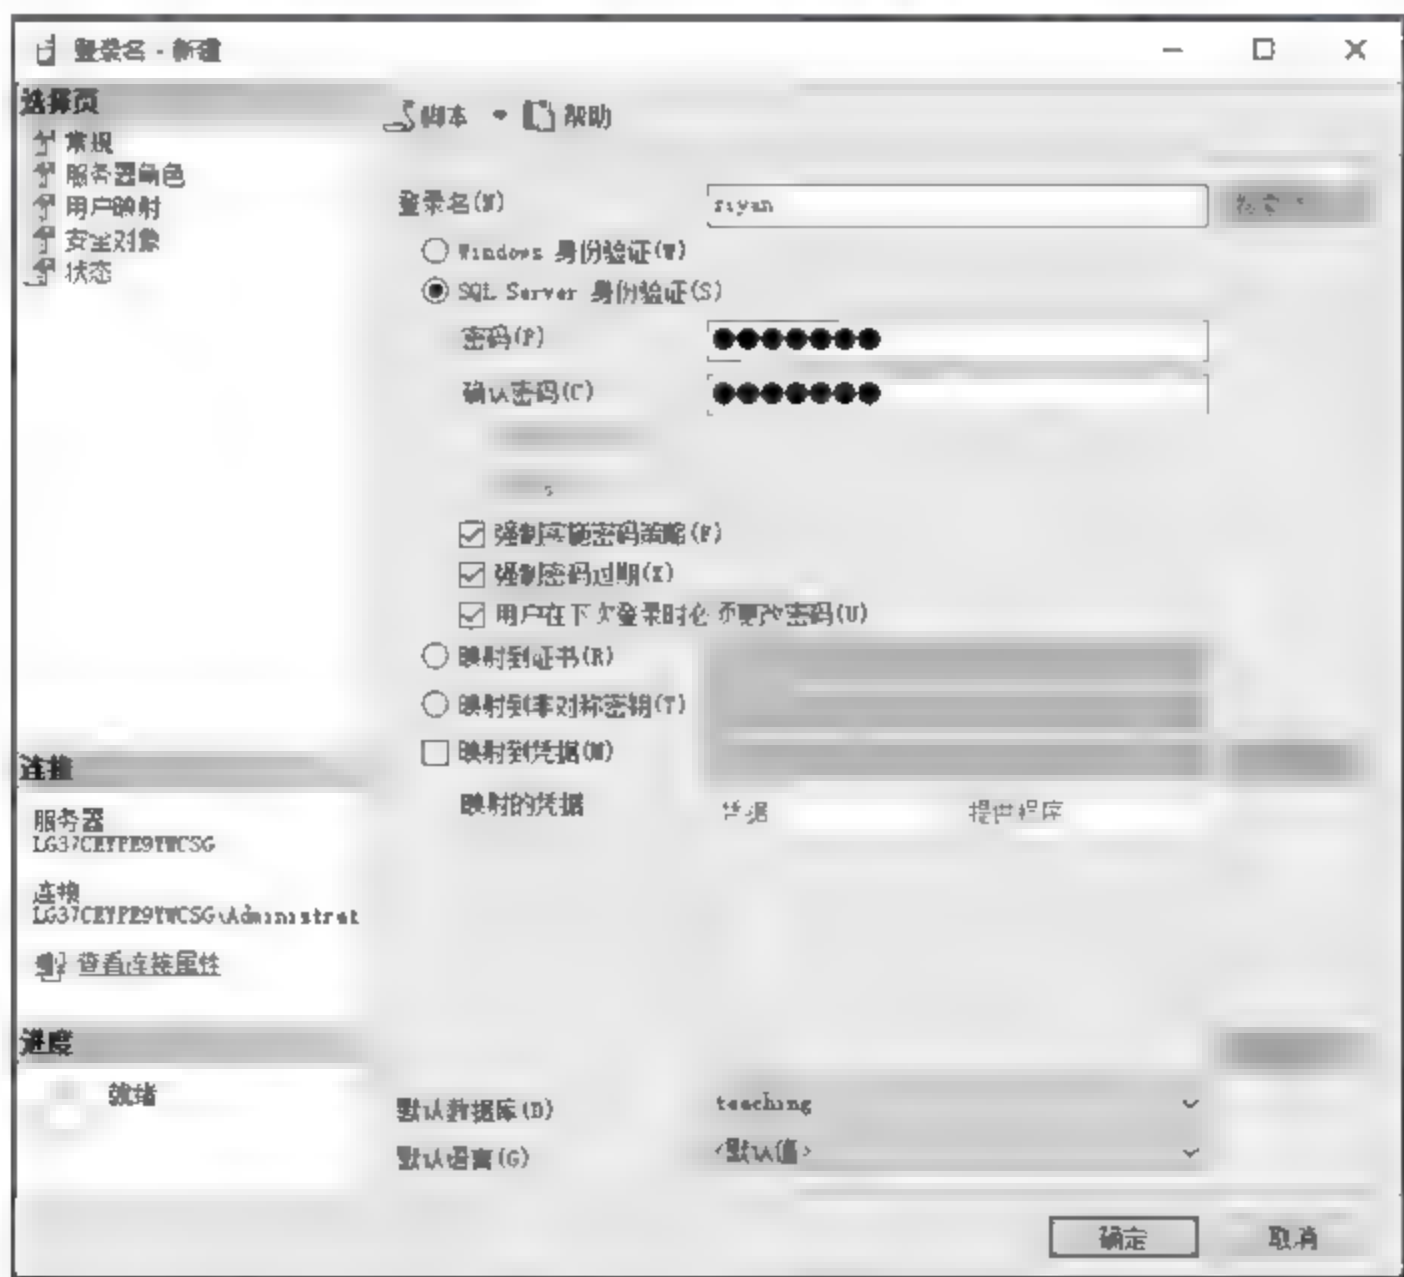 登录名 - 新建
选择页
常规
服务器角色
用户映射
安全对象
状态
脚本 帮助
登录名(N) riyan
Windows 身份验证(W)
SQL Server 身份验证(S)
密码(P) ●●●●●●●
确认密码(C) ●●●●●●●
强制实施密码策略(F)
强制密码过期(X)
用户在下次登录时必须更改密码(U)
映射到证书(R)
映射到非对称密钥(T)
映射到凭据(M)
映射的凭据 凭据 提供程序
默认数据库(D) teaching
默认语言(G) <默认值>
连接
服务器
连接
查看连接属性
进度
就绪
确定 取消